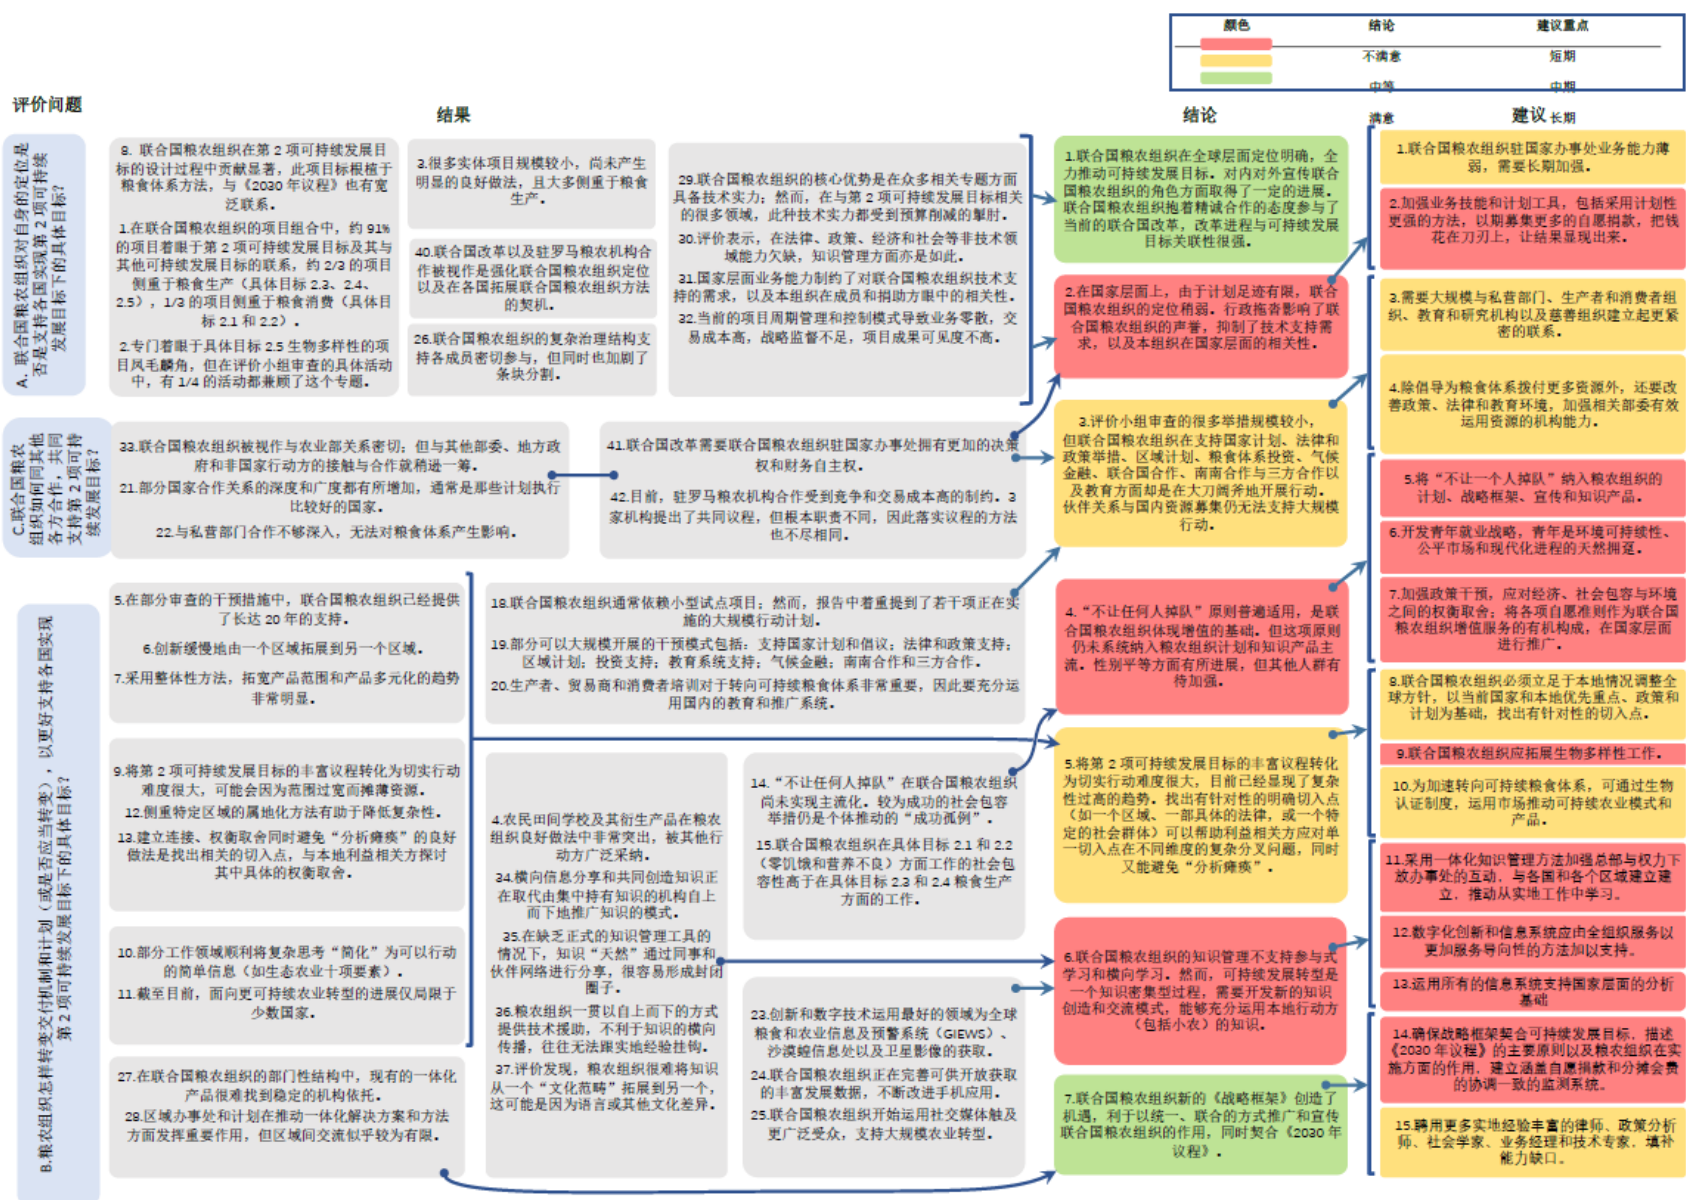 颜色 结论 建议重点
不满意 短期
中等 中期
满意 长期
评价问题
结果
结论
建议
A. 联合国粮农组织对自身的定位是
否是支持各国实现第 2 项可持续
发展目标下的具体目标?
8. 联合国粮农组织在第 2 项可持续发展目
标的设计过程中贡献显著，此项目标根植于
粮食体系方法，与《2030 年议程》也有宽
泛联系。
1.在联合国粮农组织的项目组合中，约 91%
的项目着眼于第 2 项可持续发展目标及其与
其他可持续发展目标的联系，约 2/3 的项目
侧重于粮食生产（具体目标 2.3、2.4、
2.5），1/3 的项目侧重于粮食消费（具体目
标 2.1 和 2.2）。
2.专门着眼于具体目标 2.5 生物多样性的项
目凤毛麟角，但在评价小组审查的具体活动
中，有 1/4 的活动都兼顾了这个专题。
3.很多实体项目规模较小，尚未产生
明显的良好做法，且大多侧重于粮食
生产。
40.联合国改革以及驻罗马粮农机构合
作被视作是强化联合国粮农组织定位
以及在各国拓展联合国粮农组织方法
的契机。
26.联合国粮农组织的复杂治理结构支
持各成员密切参与，但同时也加剧了
条块分割。
29.联合国粮农组织的核心优势是在众多相关专题方面
具备技术实力；然而，在与第 2 项可持续发展目标相关
的很多领域，此种技术实力都受到预算削减的掣肘。
30.评价表示，在法律、政策、经济和社会等非技术领
域能力欠缺，知识管理方面亦是如此。
31.国家层面业务能力制约了对联合国粮农组织技术支
持的需求，以及本组织在成员和捐助方眼中的相关性。
32.当前的项目周期管理和控制模式导致业务零散，交
易成本高，战略监督不足，项目成果可见度不高。
C.联合国粮农
组织如何同其他
各方合作，共同
支持第 2 项可持
续发展目标?
33.联合国粮农组织被视作与农业部关系密切；但与其他部委、地方政
府和非国家行动方的接触与合作就稍逊一筹。
21.部分国家合作关系的深度和广度都有所增加，通常是那些计划执行
比较好的国家。
22.与私营部门合作不够深入，无法对粮食体系产生影响。
41.联合国改革需要联合国粮农组织驻国家办事处拥有更加的决策
权和财务自主权。
42.目前，驻罗马粮农机构合作受到竞争和交易成本高的制约。3
家机构提出了共同议程，但根本职责不同，因此落实议程的方法
也不尽相同。
B.粮农组织怎样转变交付机制和计划（或是否应当转变），以更好支持各国实现
第 2 项可持续发展目标下的具体目标?
5.在部分审查的干预措施中，联合国粮农组织已经提供
了长达 20 年的支持。
6.创新缓慢地由一个区域拓展到另一个区域。
7.采用整体性方法，拓宽产品范围和产品多元化的趋势
非常明显。
9.将第 2 项可持续发展目标的丰富议程转化为切实行动
难度很大，可能会因为范围过宽而摊薄资源。
12.侧重特定区域的属地化方法有助于降低复杂性。
13.建立连接、权衡取舍同时避免“分析瘫痪”的良好
做法是找出相关的切入点，与本地利益相关方探讨
其中具体的权衡取舍。
10.部分工作领域顺利将复杂思考“简化”为可以行动
的简单信息（如生态农业十项要素）。
11.截至目前，面向更可持续农业转型的进展仅局限于
少数国家。
27.在联合国粮农组织的部门性结构中，现有的一体化
产品很难找到稳定的机构依托。
28.区域办事处和计划在推动一体化解决方案和方法
方面发挥重要作用，但区域间交流似乎较为有限。
18.联合国粮农组织通常依赖小型试点项目；然而，报告中着重提到了若干项正在实
施的大规模行动计划。
19.部分可以大规模开展的干预模式包括：支持国家计划和倡议；法律和政策支持；
区域计划；投资支持；教育系统支持；气候金融；南南合作和三方合作。
20.生产者、贸易商和消费者培训对于转向可持续粮食体系非常重要，因此要充分运
用国内的教育和推广系统。
4.农民田间学校及其衍生产品在粮农
组织良好做法中非常突出，被其他行
动方广泛采纳。
34.横向信息分享和共同创造知识正
在取代由集中持有知识的机构自上
而下地推广知识的模式。
35.在缺乏正式的知识管理工具的
情况下，知识“天然”通过同事和
伙伴网络进行分享，很容易形成封闭
圈子。
36.粮农组织一贯以自上而下的方式
提供技术援助，不利于知识的横向
传播，往往无法跟实地经验挂钩。
37.评价发现，粮农组织很难将知识
从一个“文化范畴”拓展到另一个，
这可能是因为语言或其他文化差异。
14. “不让任何人掉队”在联合国粮农组织
尚未实现主流化。较为成功的社会包容
举措仍是个体推动的“成功孤例”。
15.联合国粮农组织在具体目标 2.1 和 2.2
（零饥饿和营养不良）方面工作的社会包
容性高于在具体目标 2.3 和 2.4 粮食生产
方面的工作。
23.创新和数字技术运用最好的领域为全球
粮食和农业信息及预警系统（GIEWS）、
沙漠蝗信息处以及卫星影像的获取。
24.联合国粮农组织正在完善可供开放获取
的丰富发展数据，不断改进手机应用。
25.联合国粮农组织开始运用社交媒体触及
更广泛受众，支持大规模农业转型。
1.联合国粮农组织在全球层面定位明确，全
力推动可持续发展目标。对内对外宣传联合
国粮农组织的角色方面取得了一定的进展。
联合国粮农组织抱着精诚合作的态度参与了
当前的联合国改革，改革进程与可持续发展
目标关联性很强。
2.在国家层面上，由于计划足迹有限，联合
国粮农组织的定位稍弱。行政拖沓影响了联
合国粮农组织的声誉，抑制了技术支持需
求，以及本组织在国家层面的相关性。
3.评价小组审查的很多举措规模较小，
但联合国粮农组织在支持国家计划、法律和
政策举措、区域计划、粮食体系投资、气候
金融、联合国合作、南南合作与三方合作以
及教育方面却是在大刀阔斧地开展行动。
伙伴关系与国内资源募集仍无法支持大规模
行动。
4.“不让任何人掉队”原则普遍适用，是联
合国粮农组织体现增值的基础。但这项原则
仍未系统纳入粮农组织计划和知识产品主
流。性别平等方面有所进展，但其他人群有
待加强。
5.将第 2 项可持续发展目标的丰富议程转化
为切实行动难度很大，目前已经显现了复杂
性过高的趋势。找出有针对性的明确切入点
（如一个区域、一部具体的法律，或一个特
定的社会群体）可以帮助利益相关方应对单
一切入点在不同维度的复杂分叉问题，同时
又能避免“分析瘫痪”。
6.联合国粮农组织的知识管理不支持参与式
学习和横向学习。然而，可持续发展转型是
一个知识密集型过程，需要开发新的知识
创造和交流模式，能够充分运用本地行动方
（包括小农）的知识。
7.联合国粮农组织新的《战略框架》创造了
机遇，利于以统一、联合的方式推广和宣传
联合国粮农组织的作用，同时契合《2030 年
议程》。
1.联合国粮农组织驻国家办事处业务能力薄
弱，需要长期加强。
2.加强业务技能和计划工具，包括采用计划性
更强的方法，以期募集更多的自愿捐款，把钱
花在刀刃上，让结果显现出来。
3.需要大规模与私营部门、生产者和消费者组
织、教育和研究机构以及慈善组织建立起更紧
密的联系。
4.除倡导为粮食体系拨付更多资源外，还要改
善政策、法律和教育环境，加强相关部委有效
运用资源的机构能力。
5.将“不让一个人掉队”纳入粮农组织的
计划、战略框架、宣传和知识产品。
6.开发青年就业战略，青年是环境可持续性、
公平市场和现代化进程的天然拥趸。
7.加强政策干预，应对经济、社会包容与环境
之间的权衡取舍；将各项自愿准则作为联合国
粮农组织增值服务的有机构成，在国家层面
进行推广。
8.联合国粮农组织必须立足于本地情况调整全
球方针，以当前国家和本地优先重点、政策和
计划为基础，找出有针对性的切入点。
9.联合国粮农组织应拓展生物多样性工作。
10.为加速转向可持续粮食体系，可通过生物
认证制度，运用市场推动可持续农业模式和
产品。
11.采用一体化知识管理方法加强总部与权力下
放办事处的互动，与各国和各个区域建立建
立，推动从实地工作中学习。
12.数字化创新和信息系统应由全组织服务以
更加服务导向性的方法加以支持。
13.运用所有的信息系统支持国家层面的分析
基础
14.确保战略框架契合可持续发展目标，描述
《2030 年议程》的主要原则以及粮农组织在实
施方面的作用，建立涵盖自愿捐款和分摊会费
的协调一致的监测系统。
15.聘用更多实地经验丰富的律师、政策分析
师、社会学家、业务经理和技术专家，填补
能力缺口。